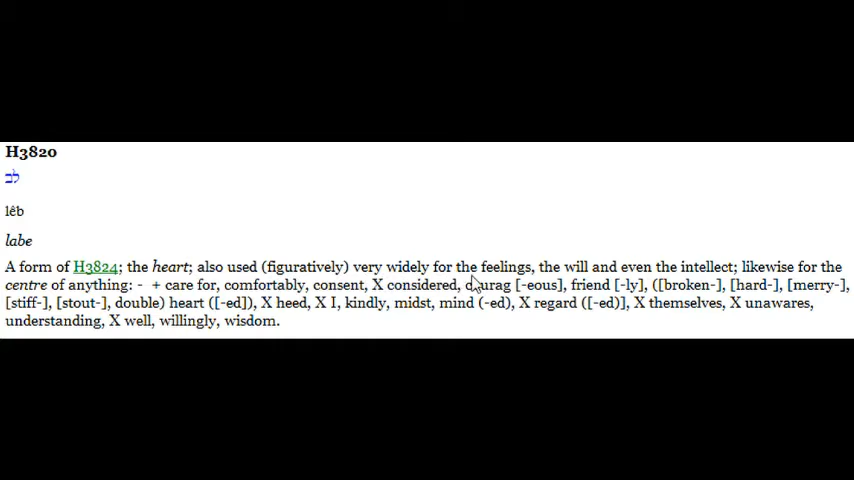 H3820
לב
lêb
labe
A form of H3824; the heart; also used (figuratively) very widely for the feelings, the will and even the intellect; likewise for the
centre of anything: - + care for, comfortably, consent, X considered, courag [-eous], friend [-ly], ([broken-], [hard-], [merry-],
[stiff-], [stout-], double) heart ([-ed]), X heed, X I, kindly, midst, mind (-ed), X regard ([-ed)], X themselves, X unawares,
understanding, X well, willingly, wisdom.